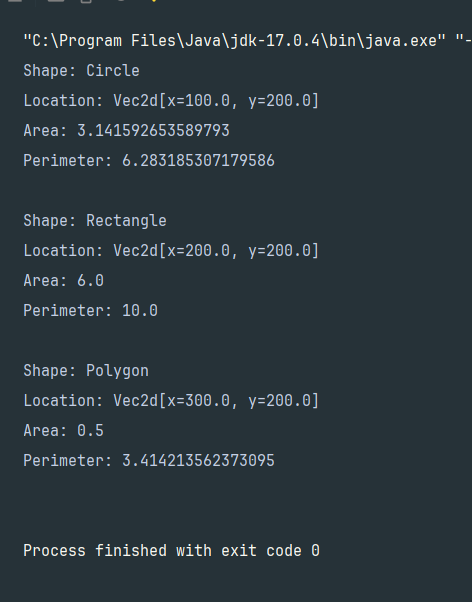 "C:\Program Files\Java\jdk-17.0.4\bin\java.exe" "-
Shape: Circle
Location: Vec2d[x=100.0, y=200.0]
Area: 3.141592653589793
Perimeter: 6.283185307179586
Shape: Rectangle
Location: Vec2d[x=200.0, y=200.0]
Area: 6.0
Perimeter: 10.0
Shape: Polygon
Location: Vec2d[x=300.0, y=200.0]
Area: 0.5
Perimeter: 3.414213562373095
Process finished with exit code 0